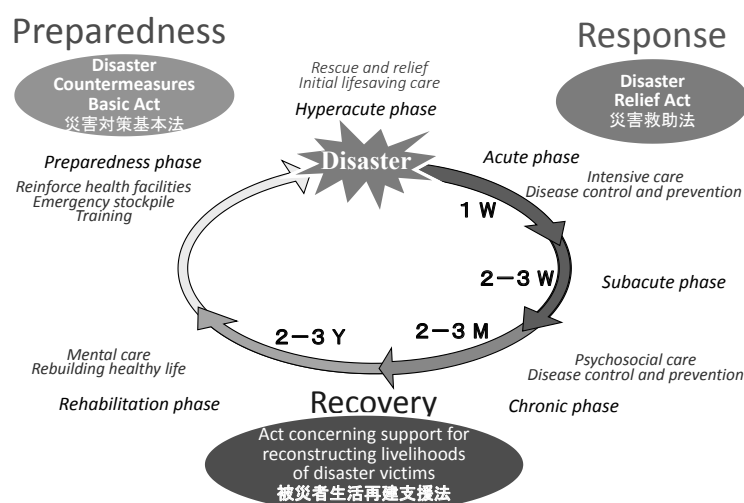 Preparedness
Disaster
Countermeasures
Basic Act
災害対策基本法
Preparedness phase
Reinforce health facilities
Emergency stockpile
Training
Rescue and relief
Initial lifesaving care
Hyperacute phase
Disaster
Response
Disaster
Relief Act
災害救助法
Acute phase
Intensive care
Disease control and prevention
1 W
2-3 W
Subacute phase
2-3 M
Psychosocial care
Disease control and prevention
Chronic phase
2-3 Y
Mental care
Rebuilding healthy life
Rehabilitation phase
Recovery
Act concerning support for
reconstructing livelihoods
of disaster victims
被災者生活再建支援法